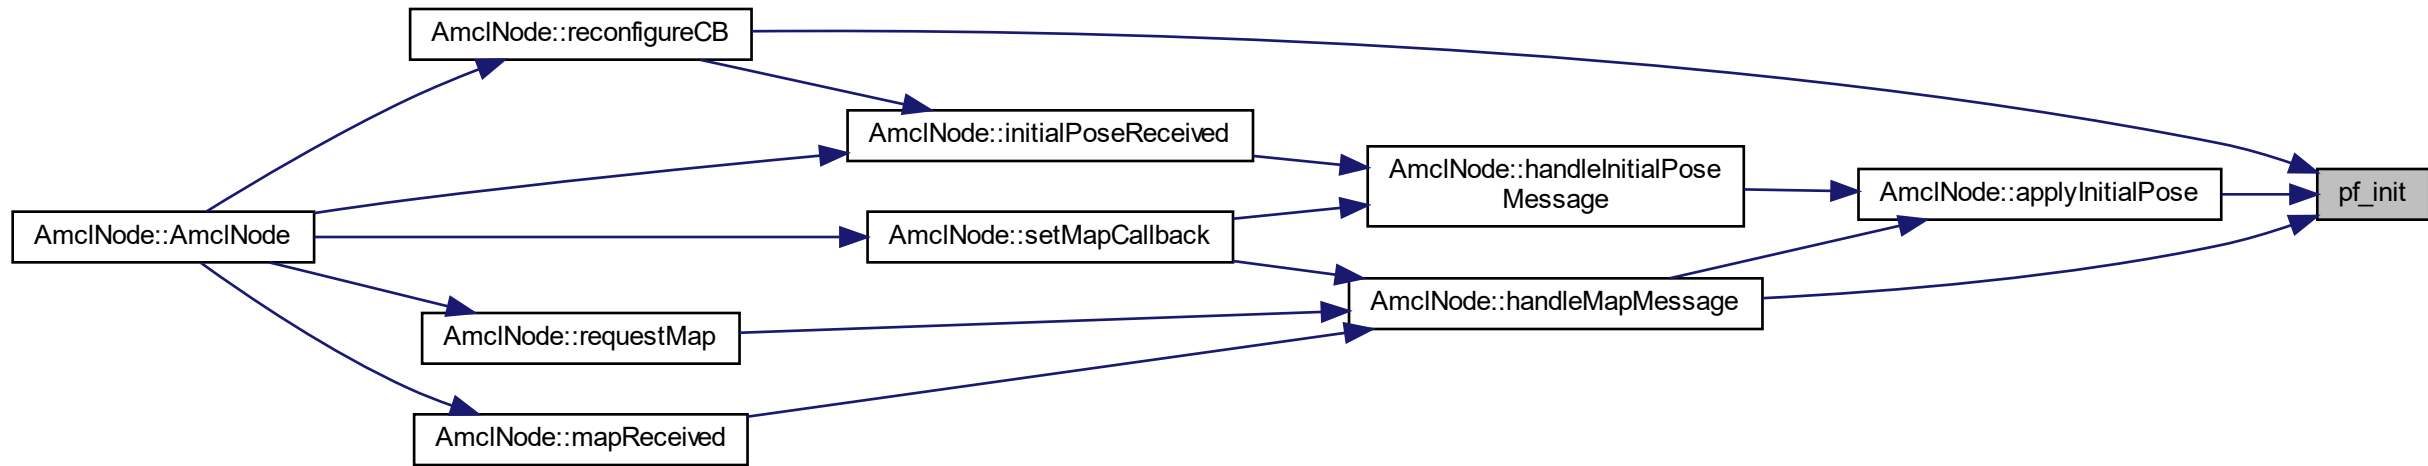 AmclNode::reconfigureCB
AmclNode::initialPoseReceived
AmclNode::handleInitialPose
Message
AmclNode::applyInitialPose
pf_init
AmclNode::AmclNode
AmclNode::setMapCallback
AmclNode::handleMapMessage
AmclNode::requestMap
AmclNode::mapReceived